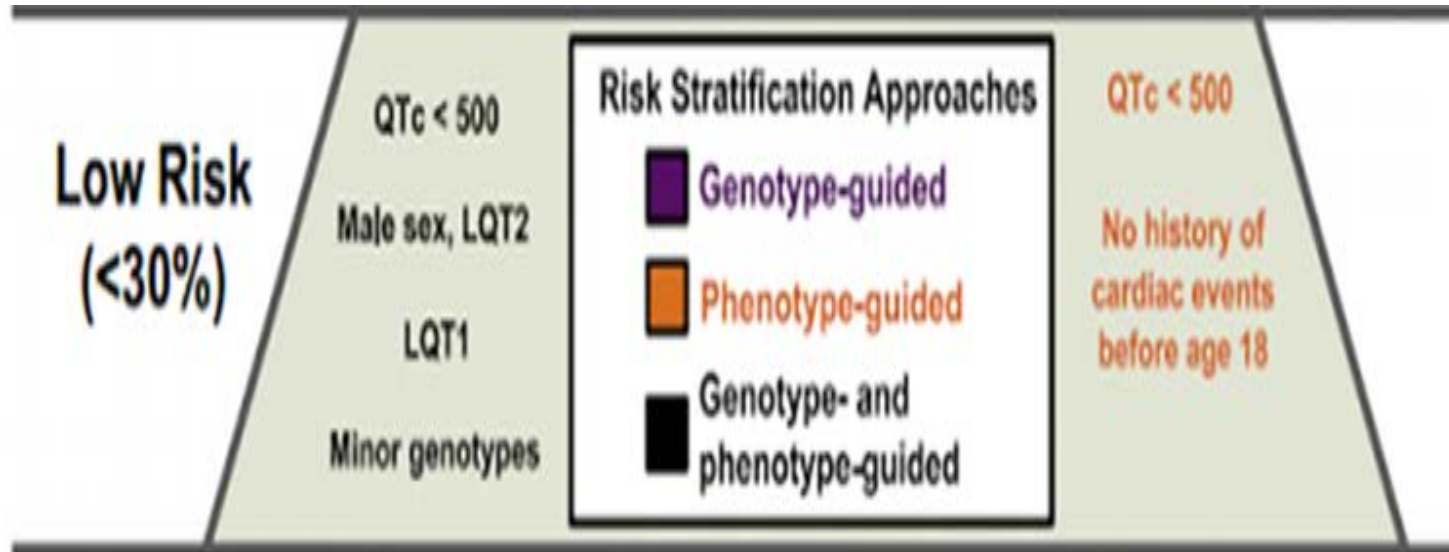 Low Risk
(<30%)
QTc < 500
Male sex, LQT2
LQT1
Minor genotypes
Risk Stratification Approaches
Genotype-guided
Phenotype-guided
Genotype- and
phenotype-guided
QTc < 500
No history of
cardiac events
before age 18